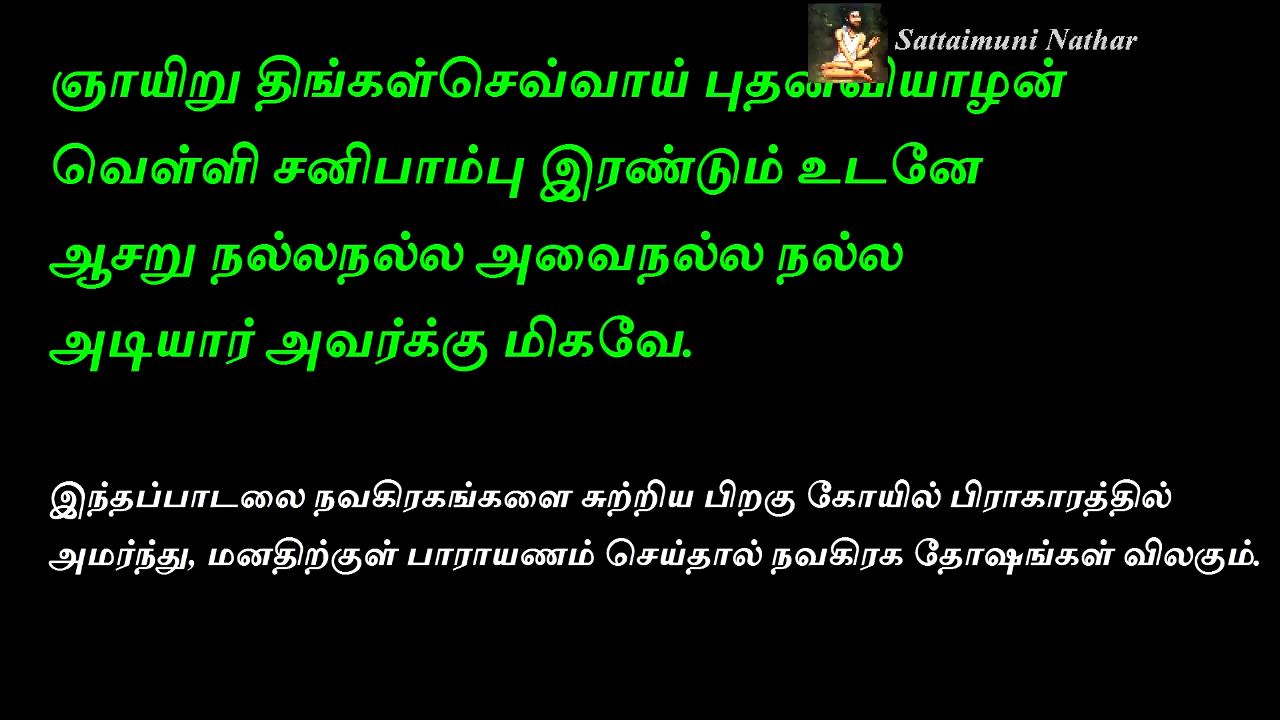 Sattaimuni Nathar
ஞாயிறு திங்கள்செவ்வாய் புதன்வியாழன்
வெள்ளி சனிபாம்பு இரண்டும் உடனே
ஆசறு நல்லநல்ல அவைநல்ல நல்ல
அடியார் அவர்க்கு மிகவே.
இந்தப்பாடலை நவகிரகங்களை சுற்றிய பிறகு கோயில் பிராகாரத்தில்
அமர்ந்து, மனதிற்குள் பாராயணம் செய்தால் நவகிரக தோஷங்கள் விலகும்.